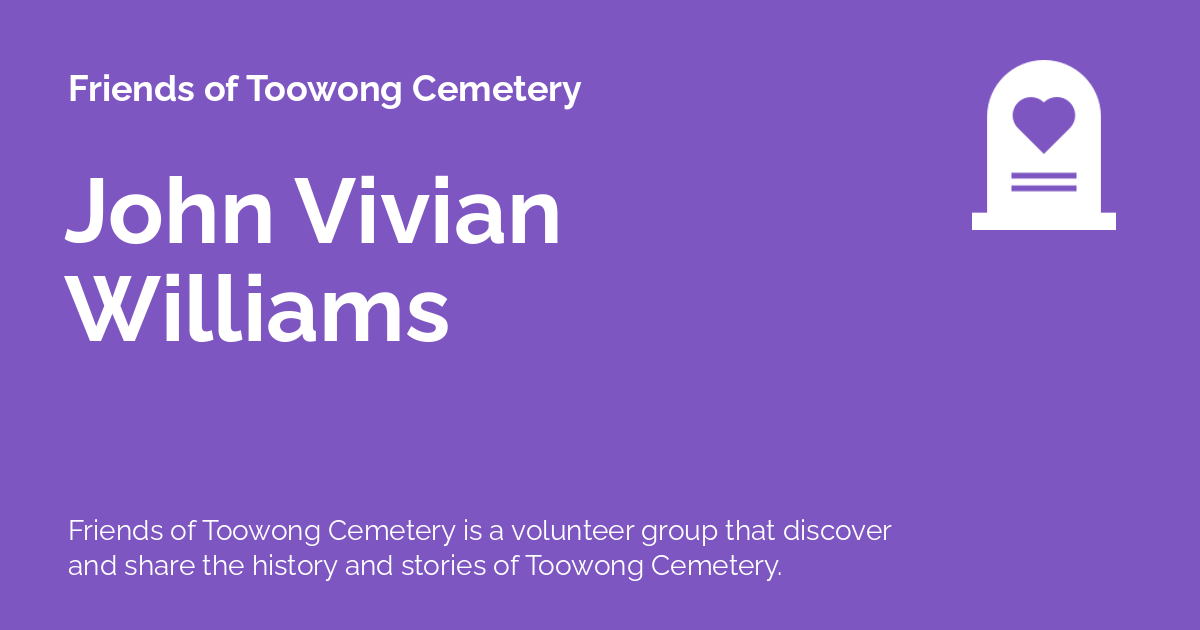 Friends of Toowong Cemetery
John Vivian
Williams
Friends of Toowong Cemetery is a volunteer group that discover
and share the history and stories of Toowong Cemetery.